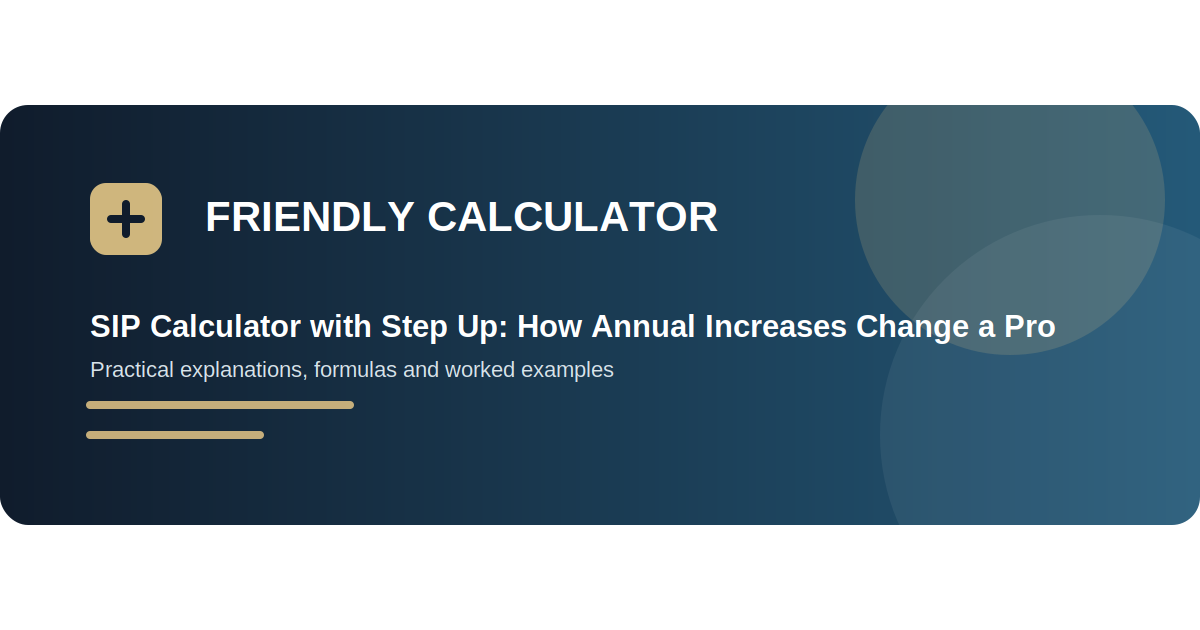 FRIENDLY CALCULATOR
SIP Calculator with Step Up: How Annual Increases Change a Pro
Practical explanations, formulas and worked examples